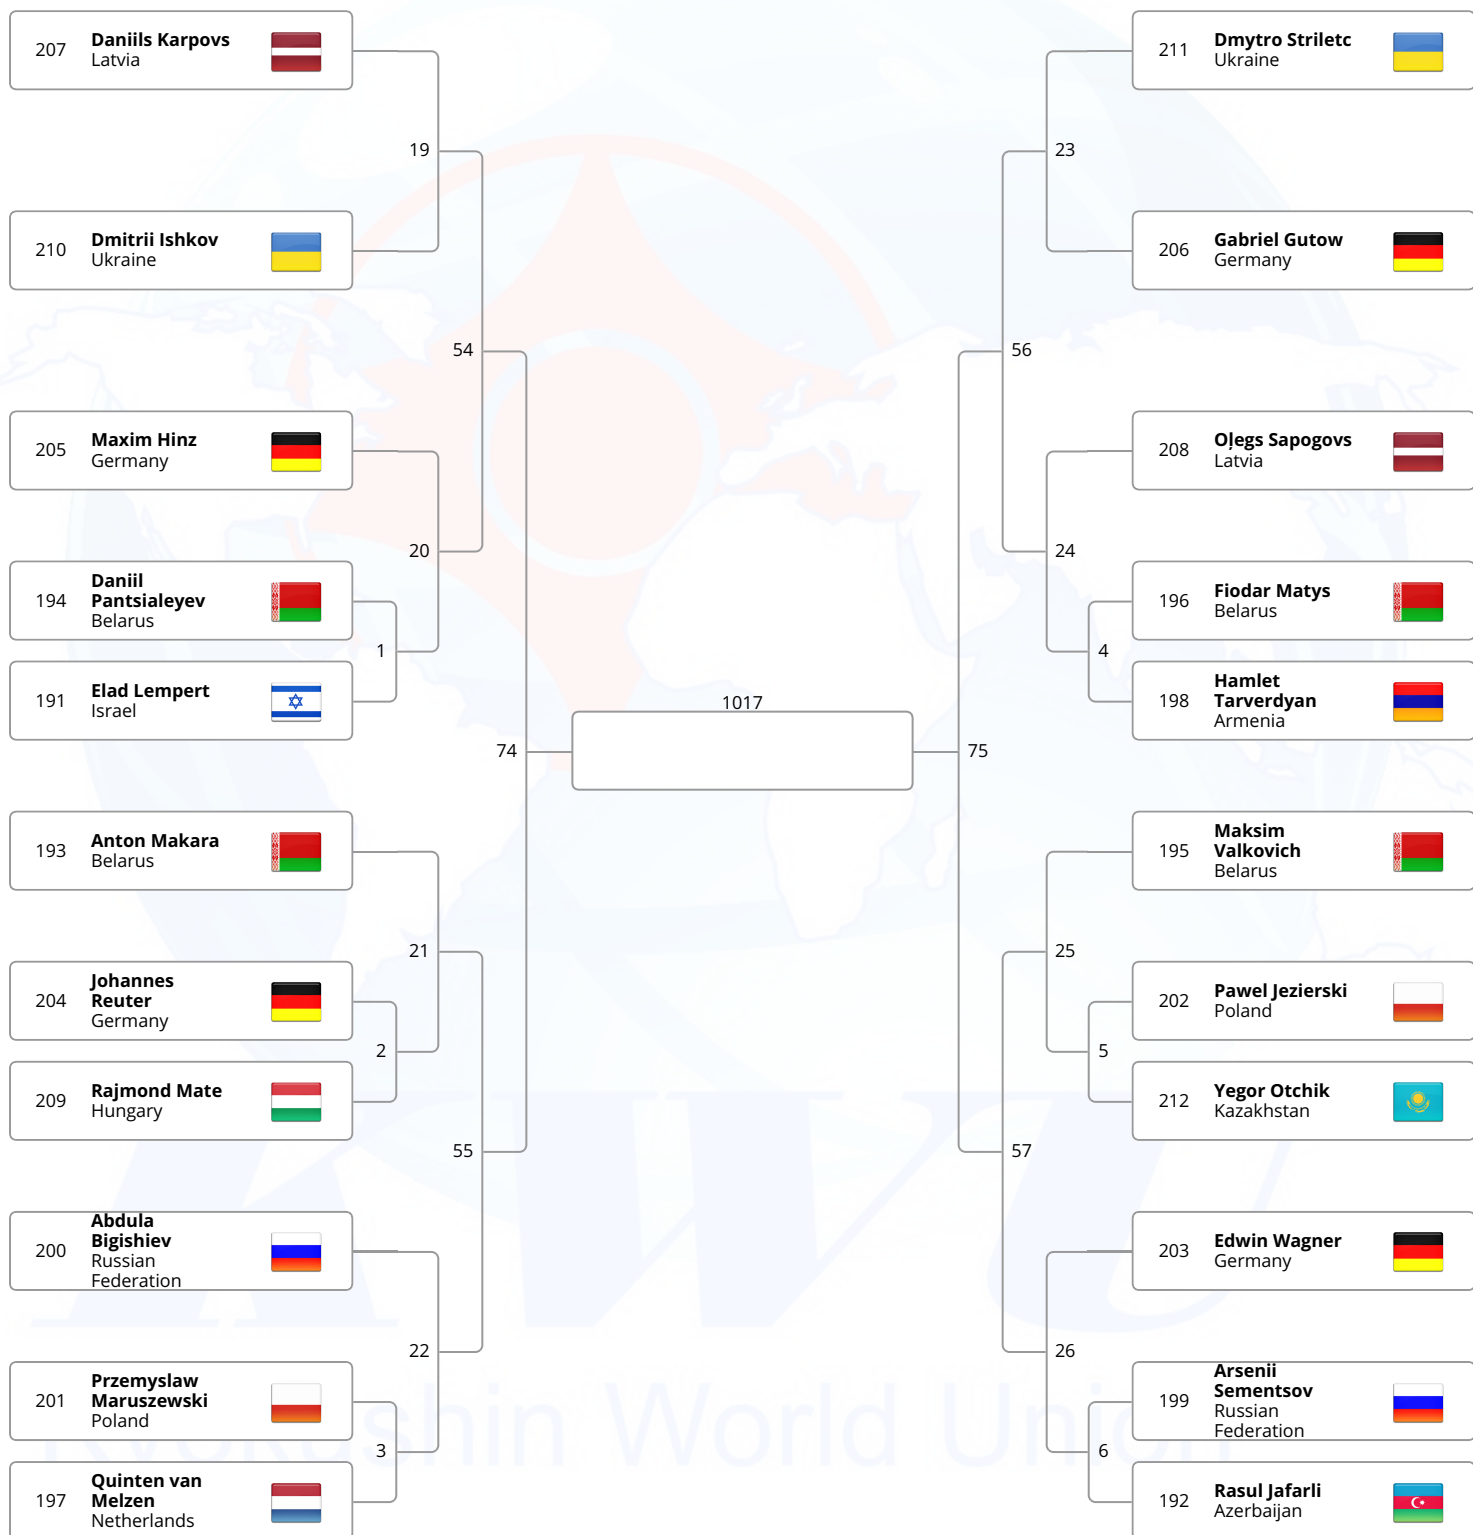 207
Daniils Karpovs
Latvia
19
210
Dmitrii Ishkov
Ukraine
54
205
Maxim Hinz
Germany
20
194
Daniil
Pantsialeyev
Belarus
1
191
Elad Lempert
Israel
74
193
Anton Makara
Belarus
21
204
Johannes
Reuter
Germany
2
209
Rajmond Mate
Hungary
55
200
Abdula
Bigishiev
Russian
Federation
22
201
Przemyslaw
Maruszewski
Poland
3
197
Quinten van
Melzen
Netherlands
1017
211
Dmytro Striletc
Ukraine
23
206
Gabriel Gutow
Germany
56
208
Oļegs Sapogovs
Latvia
24
196
Fiodar Matys
Belarus
4
198
Hamlet
Tarverdyan
Armenia
75
195
Maksim
Valkovich
Belarus
25
202
Pawel Jezierski
Poland
5
212
Yegor Otchik
Kazakhstan
57
203
Edwin Wagner
Germany
26
199
Arsenii
Sementsov
Russian
Federation
6
192
Rasul Jafarli
Azerbaijan
KWU
Kyokushin World Union